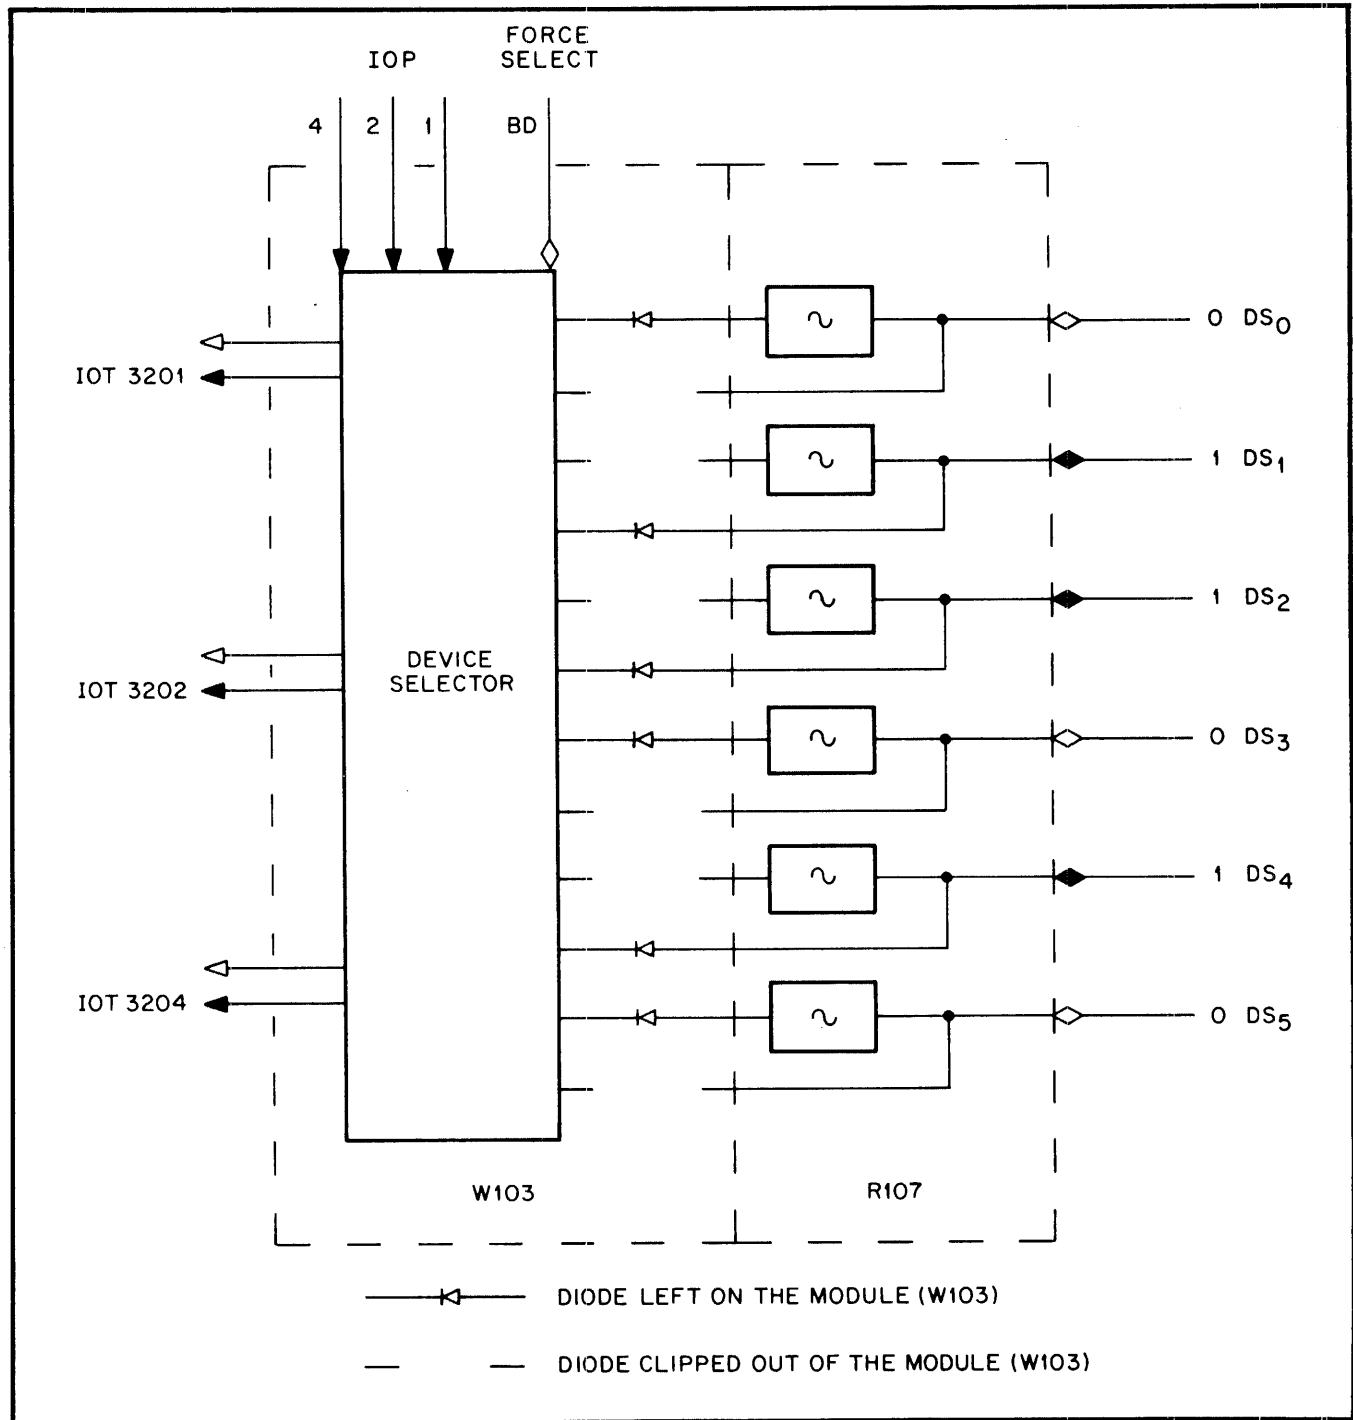 FORCE
SELECT
IOP
4 2 1 BD
∼ 0 DS0
IOT 3201
∼ 1 DS1
∼ 1 DS2
DEVICE
SELECTOR
IOT 3202
∼ 0 DS3
∼ 1 DS4
IOT 3204
∼ 0 DS5
W103 R107
DIODE LEFT ON THE MODULE (W103)
DIODE CLIPPED OUT OF THE MODULE (W103)